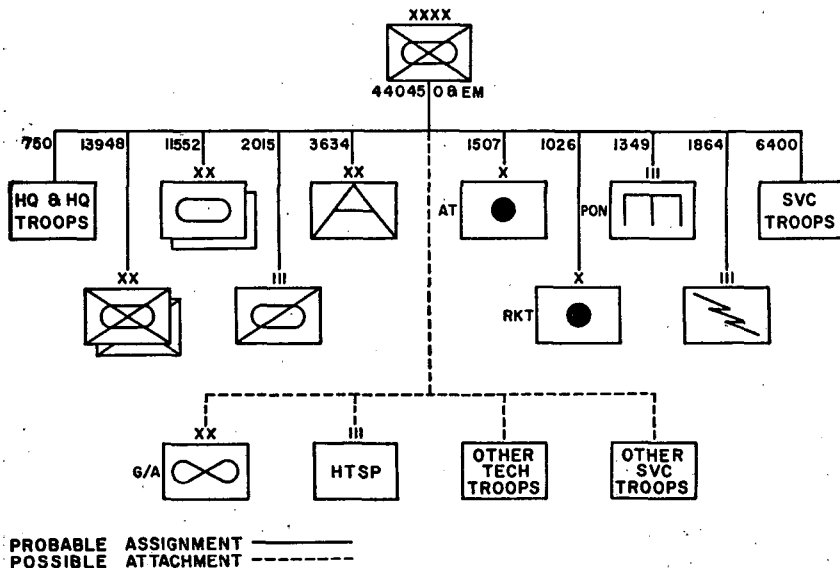 XXXX
44045 O & EM
750 13948 11552 2015 3634 1507 1026 1349 1864 6400
HQ & HQ
TROOPS
XX
XX
AT
X
PON
III
SVC
TROOPS
XX
III
RKT
X
III
G/A
XX
III
HTSP
OTHER
TECH
TROOPS
OTHER
SVC
TROOPS
PROBABLE ASSIGNMENT
POSSIBLE ATTACHMENT